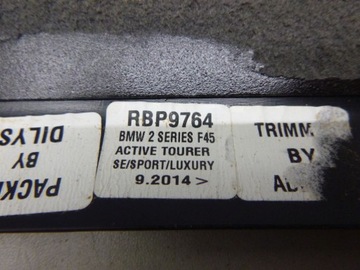 RBP9764
BMW 2 SERIES F45
ACTIVE TOURER
SE/SPORT/LUXURY
9.2014 >
TRIMM
BY
PACK
BY
DILYS